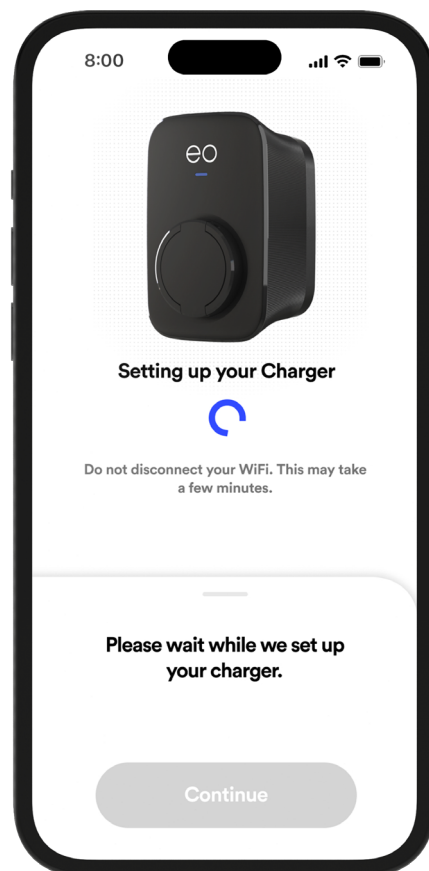 8:00
eo
Setting up your Charger
Do not disconnect your WiFi. This may take
a few minutes.
Please wait while we set up
your charger.
Continue